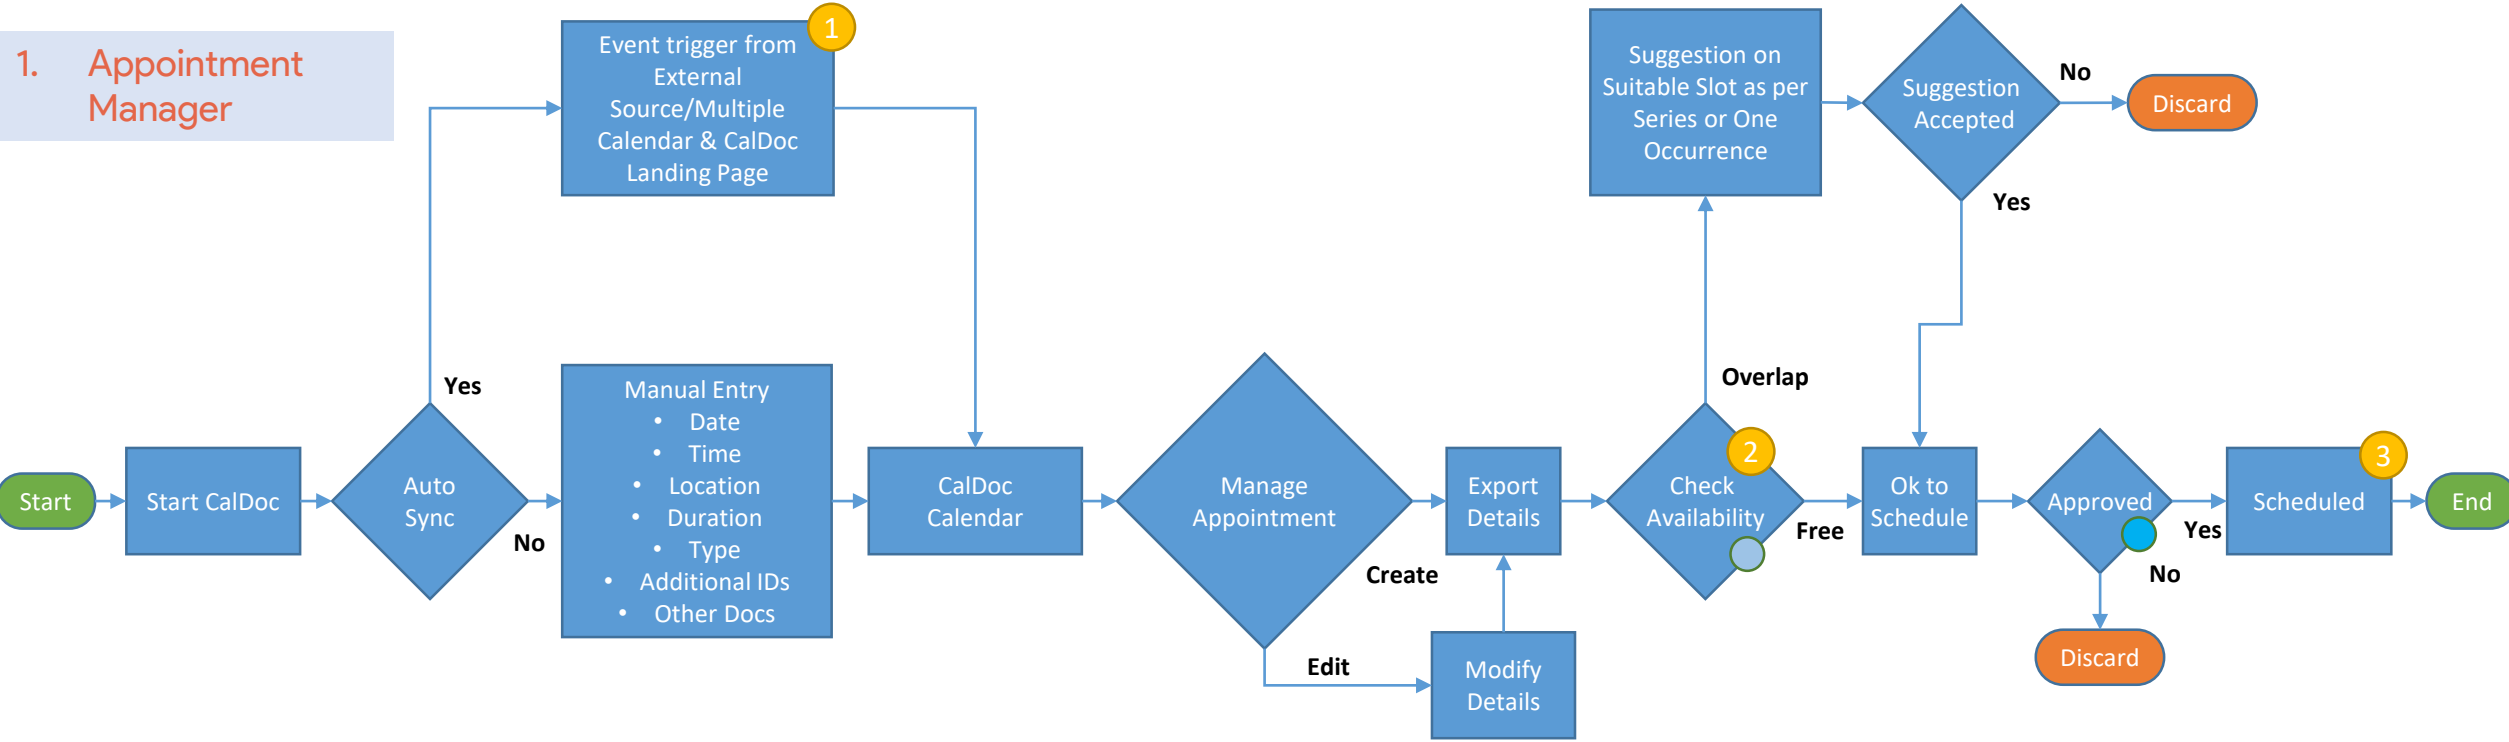 1. Appointment
Manager
1
Event trigger from
External
Source/Multiple
Calendar & CalDoc
Landing Page
Suggestion on
Suitable Slot as per
Series or One
Occurrence
Suggestion
Accepted
No
Discard
Yes
Yes
Overlap
Manual Entry
• Date
• Time
• Location
• Duration
• Type
• Additional IDs
• Other Docs
Start
Start CalDoc
Auto
Sync
No
CalDoc
Calendar
Manage
Appointment
Create
Edit
Export
Details
Modify
Details
2
Check
Availability
Free
Ok to
Schedule
Approved
Yes
No
Discard
3
Scheduled
End